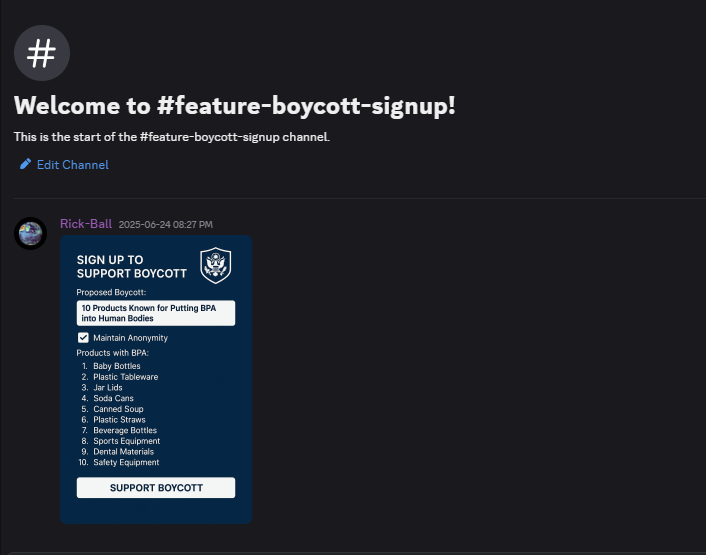 #
Welcome to #feature-boycott-signup!
This is the start of the #feature-boycott-signup channel.
Edit Channel
Rick-Ball 2025-06-24 08:27 PM
SIGN UP TO
SUPPORT BOYCOTT
Proposed Boycott:
10 Products Known for Putting BPA
into Human Bodies
Maintain Anonymity
Products with BPA:
1. Baby Bottles
2. Plastic Tableware
3. Jar Lids
4. Soda Cans
5. Canned Soup
6. Plastic Straws
7. Beverage Bottles
8. Sports Equipment
9. Dental Materials
10. Safety Equipment
SUPPORT BOYCOTT